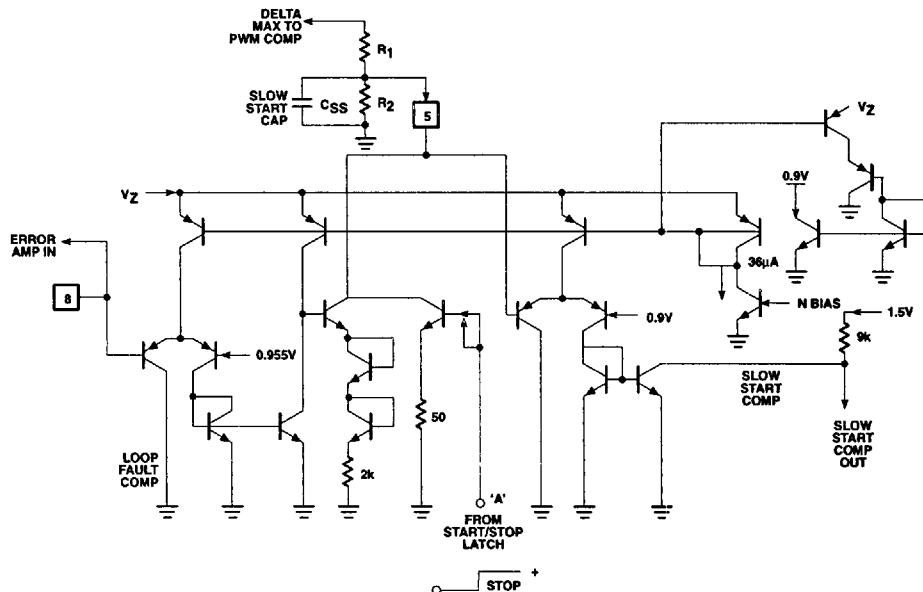 DELTA
MAX TO
PWM COMP
R1
SLOW
START
CAP
CSS
R2
5
VZ
VZ
0.9V
ERROR
AMP IN
8
36µA
N BIAS
0.955V
0.9V
1.5V
9k
SLOW
START
COMP
LOOP
FAULT
COMP
50
2k
'A'
FROM
START/STOP
LATCH
SLOW
START
COMP
OUT
+
STOP